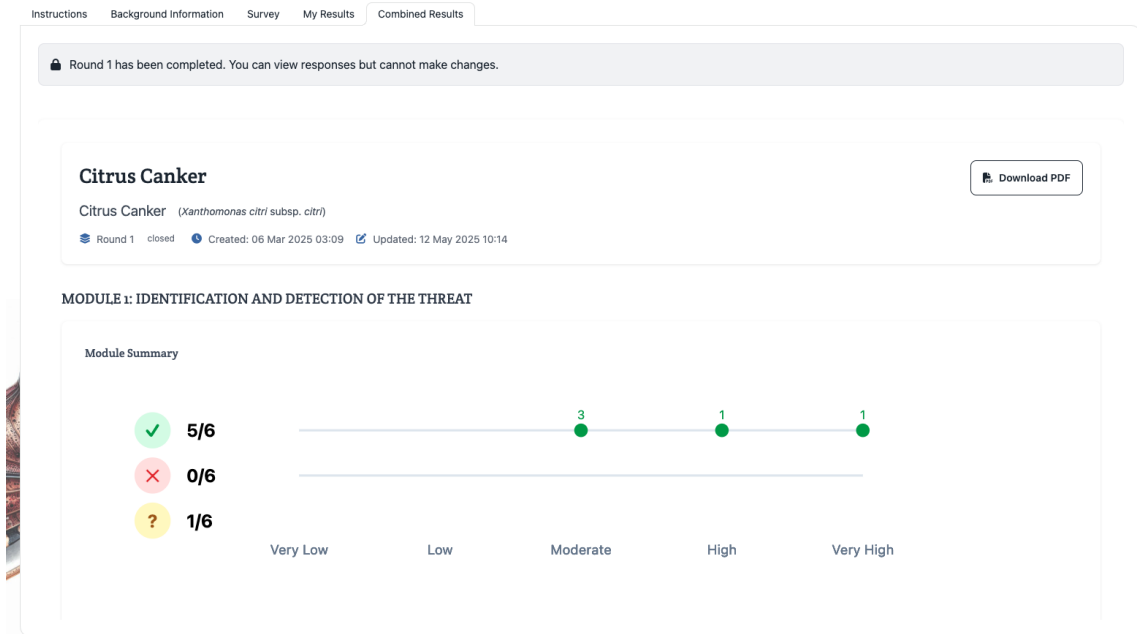 Instructions Background Information Survey My Results Combined Results
Round 1 has been completed. You can view responses but cannot make changes.
Citrus Canker
Download PDF
Citrus Canker (Xanthomonas citri subsp. citri)
Round 1 closed Created: 06 Mar 2025 03:09 Updated: 12 May 2025 10:14
MODULE 1: IDENTIFICATION AND DETECTION OF THE THREAT
Module Summary
3 1 1
5/6
0/6
? 1/6
Very Low Low Moderate High Very High